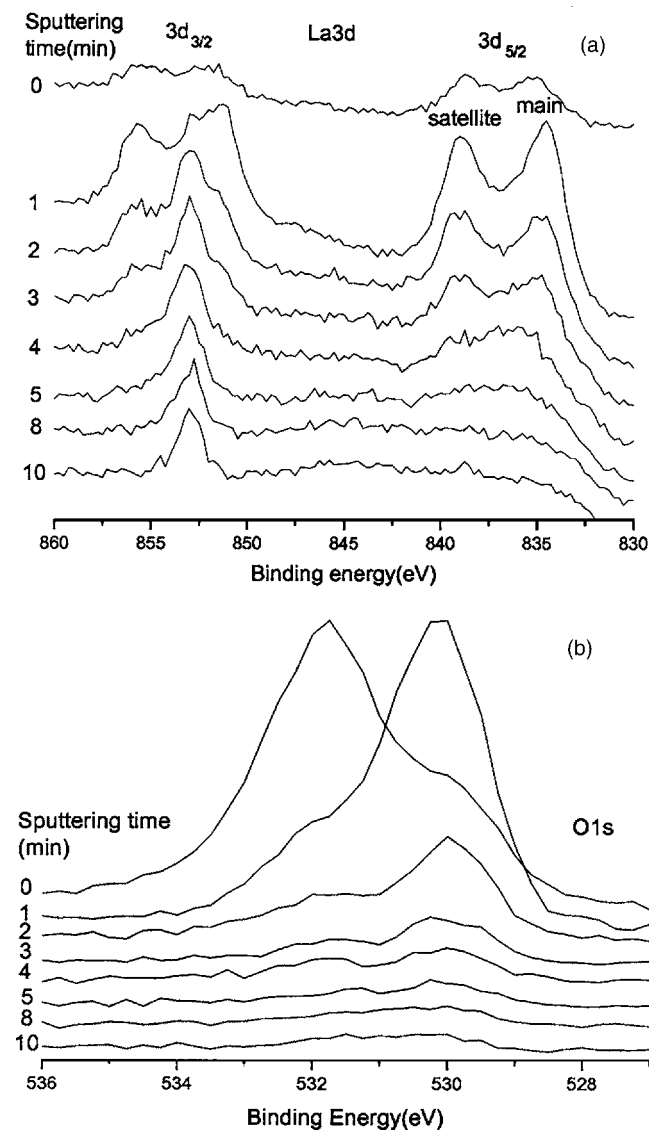 Sputtering
time(min)
3d3/2
La3d
3d5/2
(a)
0
satellite
main
1
2
3
4
5
8
10
860
855
850
845
840
835
830
Binding energy(eV)
(b)
Sputtering time
(min)
O1s
0
1
2
3
4
5
8
10
536
534
532
530
528
Binding Energy(eV)